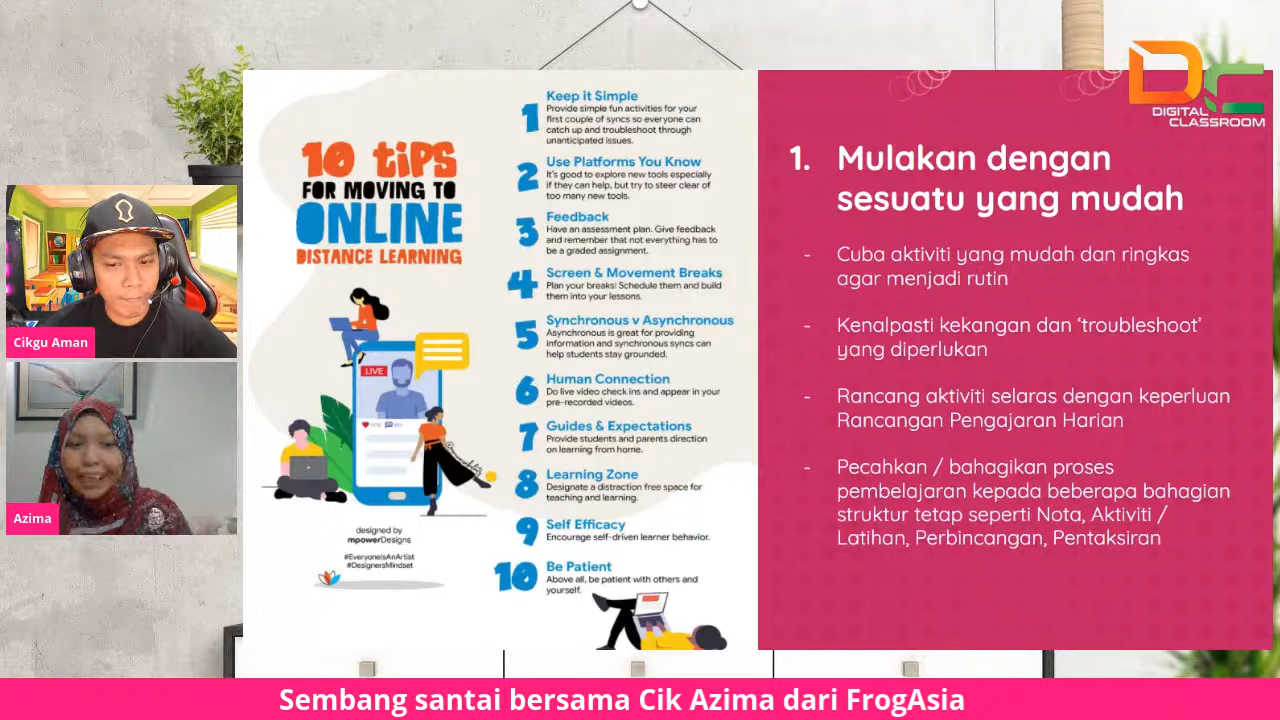 10 tips
FOR MOVING TO
ONLINE
DISTANCE LEARNING
LIVE
designed by
mpowerDesigns
#EveryoneIsAnArtist
#DesignersMindset
1 Keep it Simple
Provide simple fun activities for your
first couple of syncs so everyone can
catch up and troubleshoot through
unanticipated issues.
2 Use Platforms You Know
It's good to explore new tools especially
if they can help, but try to steer clear of
too many new tools.
3 Feedback
Have an assessment plan. Give feedback
and remember that not everything has to
be a graded assignment.
4 Screen & Movement Breaks
Plan your breaks! Schedule them and build
them into your lessons.
5 Synchronous v Asynchronous
Asynchronous is great for providing
information and synchronous syncs can
help students stay grounded.
6 Human Connection
Do live video check ins and appear in your
pre-recorded videos.
7 Guides & Expectations
Provide students and parents direction
on learning from home.
8 Learning Zone
Designate a distraction free space for
teaching and learning.
9 Self Efficacy
Encourage self-driven learner behavior.
10 Be Patient
Above all, be patient with others and
yourself.
DC
DIGITAL
CLASSROOM
1. Mulakan dengan
sesuatu yang mudah
- Cuba aktiviti yang mudah dan ringkas
agar menjadi rutin
- Kenalpasti kekangan dan ‘troubleshoot’
yang diperlukan
- Rancang aktiviti selaras dengan keperluan
Rancangan Pengajaran Harian
- Pecahkan / bahagikan proses
pembelajaran kepada beberapa bahagian
struktur tetap seperti Nota, Aktiviti /
Latihan, Perbincangan, Pentaksiran
Cikgu Aman
Azima
Sembang santai bersama Cik Azima dari FrogAsia